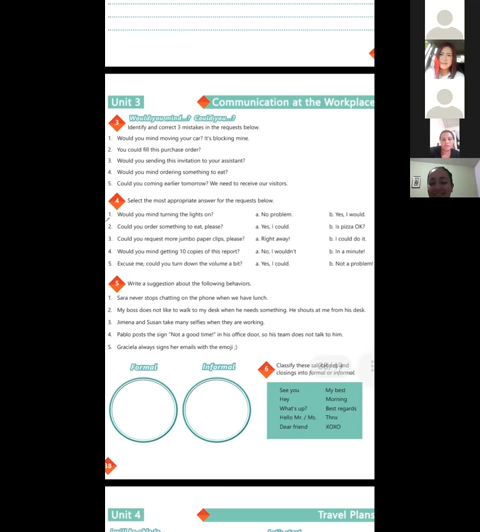 Unit 3
Communication at the Workplace
3
Would you mind...? Could you...?
Identify and correct 3 mistakes in the requests below.
1. Would you mind moving your car? It's blocking mine.
2. You could fill this purchase order?
3. Would you sending this invitation to your assistant?
4. Would you mind ordering something to eat?
5. Could you coming earlier tomorrow? We need to receive our visitors.
4
Select the most appropriate answer for the requests below.
1. Would you mind turning the lights on? a. No problem. b. Yes, I would.
2. Could you order something to eat, please? a. Yes, I could. b. Is pizza OK?
3. Could you request more jumbo paper clips, please? a. Right away! b. I could do it.
4. Would you mind getting 10 copies of this report? a. No, I wouldn't b. In a minute!
5. Excuse me, could you turn down the volume a bit? a. Yes, I could. b. Not a problem!
5
Write a suggestion about the following behaviors.
1. Sara never stops chatting on the phone when we have lunch.
2. My boss does not like to walk to my desk when he needs something. He shouts at me from his desk.
3. Jimena and Susan take many selfies when they are working.
4. Pablo posts the sign "Not a good time!" in his office door, so his team does not talk to him.
5. Graciela always signs her emails with the emoji ;)
Formal
Informal
6
Classify these and
closings into formal or informal.
See you My best
Hey Morning
What's up? Best regards
Hello Mr. / Ms. Thnx
Dear friend XOXO
38
Unit 4
Travel Plans